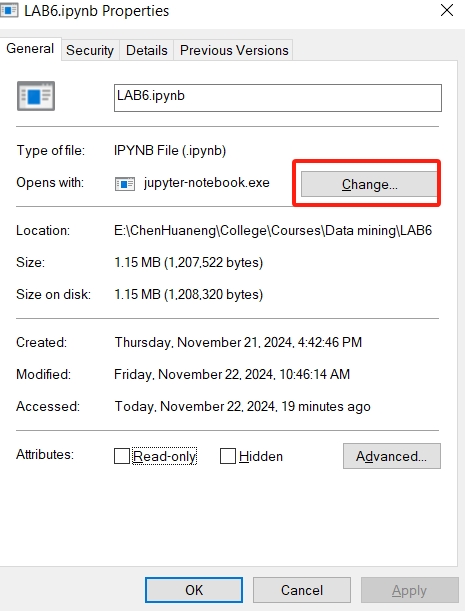 LAB6.ipynb Properties
General Security Details Previous Versions
LAB6.ipynb
Type of file: IPYNB File (.ipynb)
Opens with: jupyter-notebook.exe Change...
Location: E:\ChenHuaneng\College\Courses\Data mining\LAB6
Size: 1.15 MB (1,207,522 bytes)
Size on disk: 1.15 MB (1,208,320 bytes)
Created: Thursday, November 21, 2024, 4:42:46 PM
Modified: Friday, November 22, 2024, 10:46:14 AM
Accessed: Today, November 22, 2024, 19 minutes ago
Attributes: Read-only Hidden Advanced...
OK Cancel Apply